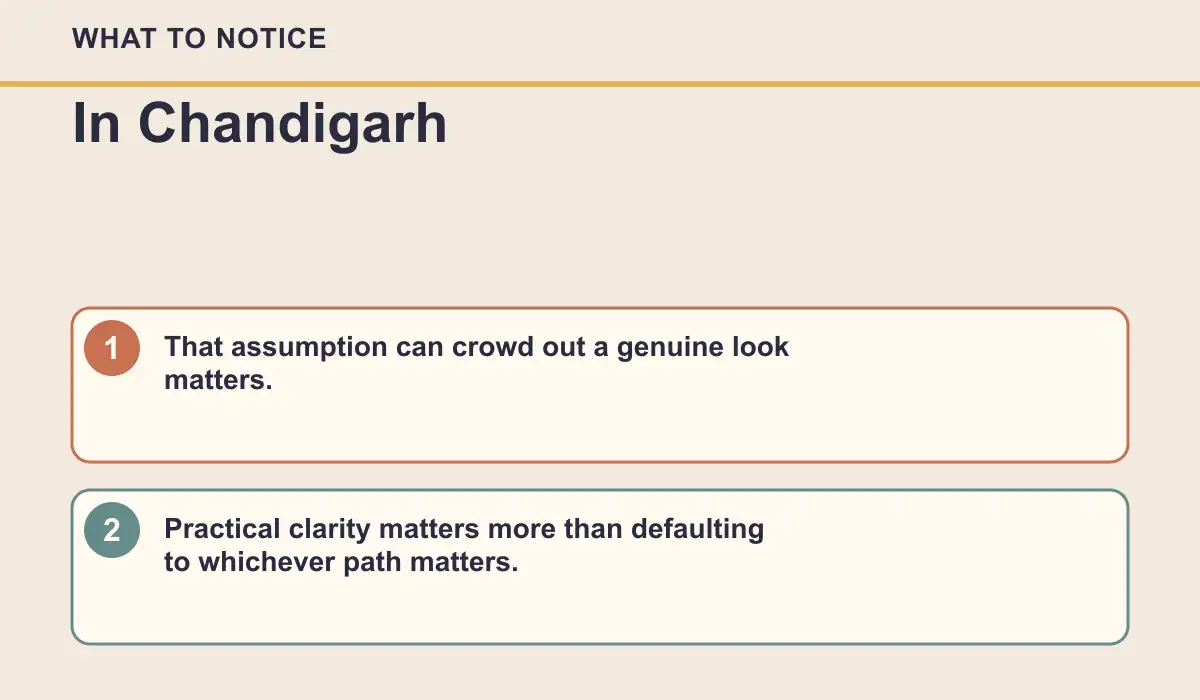 WHAT TO NOTICE
In Chandigarh
1
That assumption can crowd out a genuine look
matters.
2
Practical clarity matters more than defaulting
to whichever path matters.